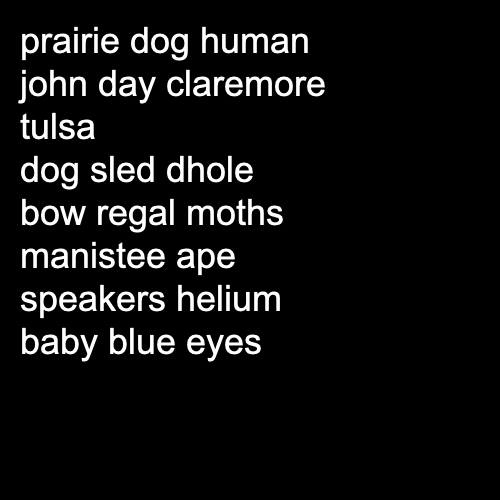 prairie dog human
john day claremore
tulsa
dog sled dhole
bow regal moths
manistee ape
speakers helium
baby blue eyes